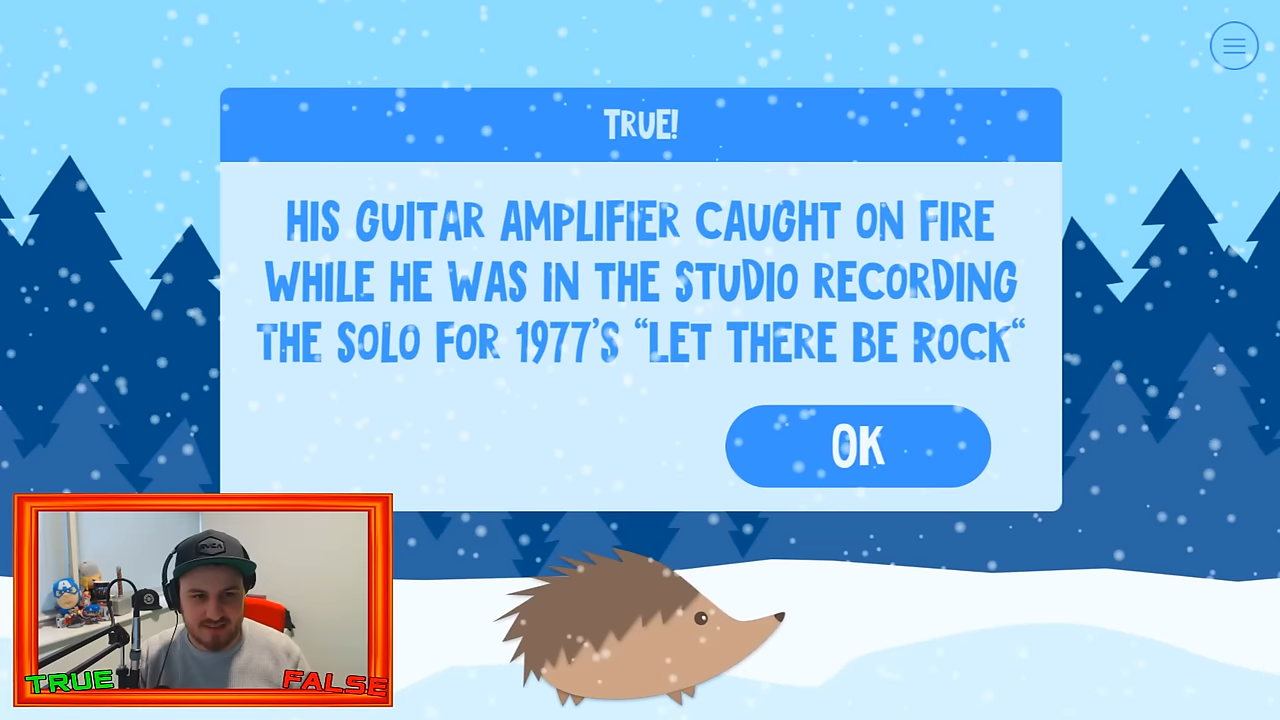 TRUE!
HIS GUITAR AMPLIFIER CAUGHT ON FIRE
WHILE HE WAS IN THE STUDIO RECORDING
THE SOLO FOR 1977'S “LET THERE BE ROCK“
OK
RVCA
TRUE
FALSE